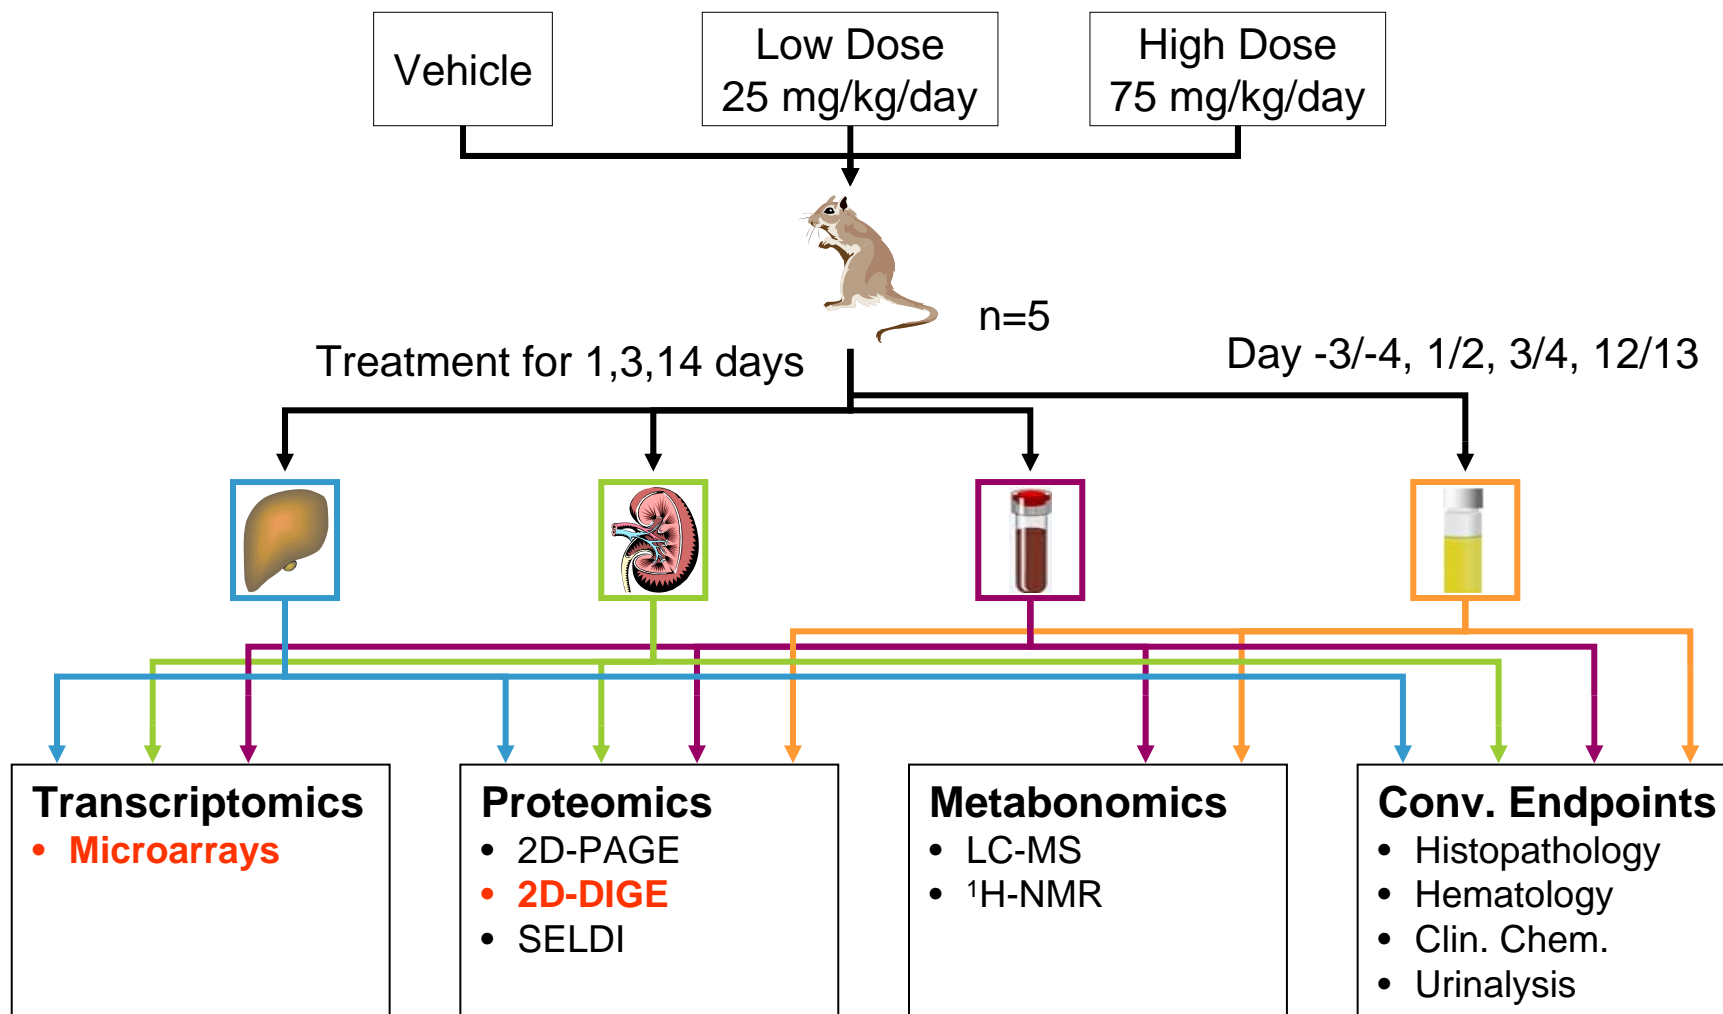 Vehicle
Low Dose
25 mg/kg/day
High Dose
75 mg/kg/day
n=5
Treatment for 1,3,14 days
Day -3/-4, 1/2, 3/4, 12/13
Transcriptomics
• Microarrays
Proteomics
• 2D-PAGE
• 2D-DIGE
• SELDI
Metabonomics
• LC-MS
• ¹H-NMR
Conv. Endpoints
• Histopathology
• Hematology
• Clin. Chem.
• Urinalysis